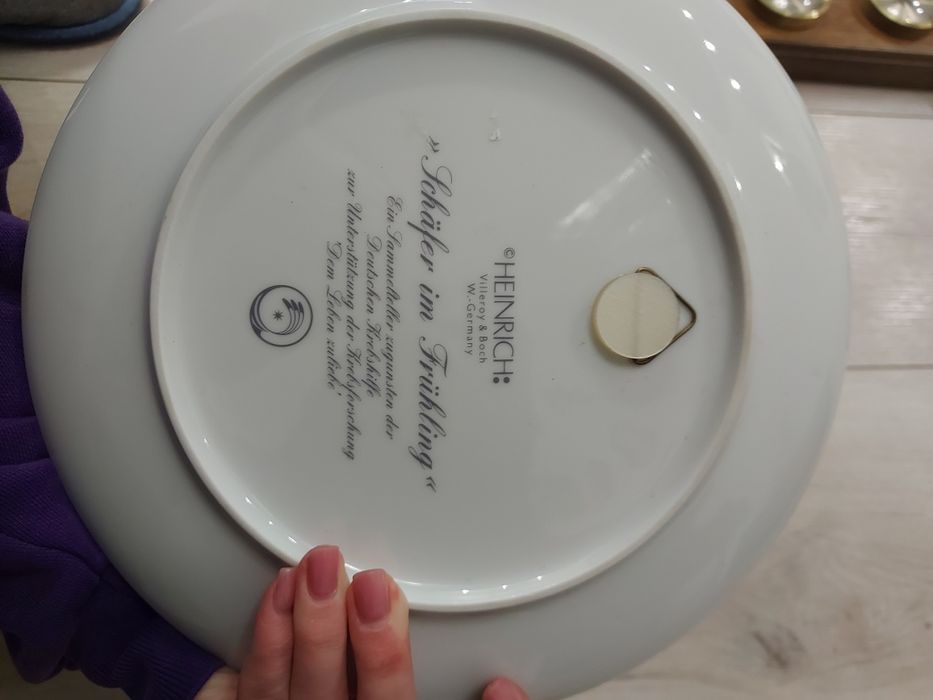 ©HEINRICH:
Villeroy & Boch
W.-Germany
»Schäfer im Frühling«
Ein Sammelteller zugunsten der
Deutschen Krebshilfe
zur Unterstützung der Krebsforschung
'Dem Leben zuliebe'